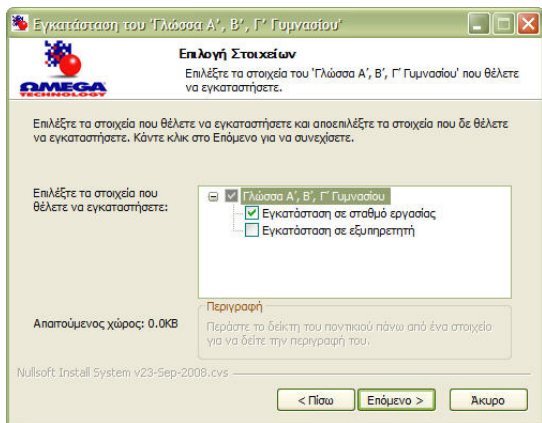 Εγκατάσταση του 'Γλώσσα Α', Β', Γ' Γυμνασίου'
ΩMEGA
TECHNOLOGY
Επιλογή Στοιχείων
Επιλέξτε τα στοιχεία του 'Γλώσσα Α', Β', Γ' Γυμνασίου' που θέλετε
να εγκαταστήσετε.
Επιλέξτε τα στοιχεία που θέλετε να εγκαταστήσετε και αποεπιλέξτε τα στοιχεία που δε θέλετε
να εγκαταστήσετε. Κάντε κλικ στο Επόμενο για να συνεχίσετε.
Επιλέξτε τα στοιχεία που
θέλετε να εγκαταστήσετε:
Γλώσσα Α', Β', Γ' Γυμνασίου
Εγκατάσταση σε σταθμό εργασίας
Εγκατάσταση σε εξυπηρετητή
Απαιτούμενος χώρος: 0.0KB
Περιγραφή
Περάστε το δείκτη του ποντικιού πάνω από ένα στοιχείο
για να δείτε την περιγραφή του.
Nullsoft Install System v23-Sep-2008.cvs
< Πίσω
Επόμενο >
Άκυρο